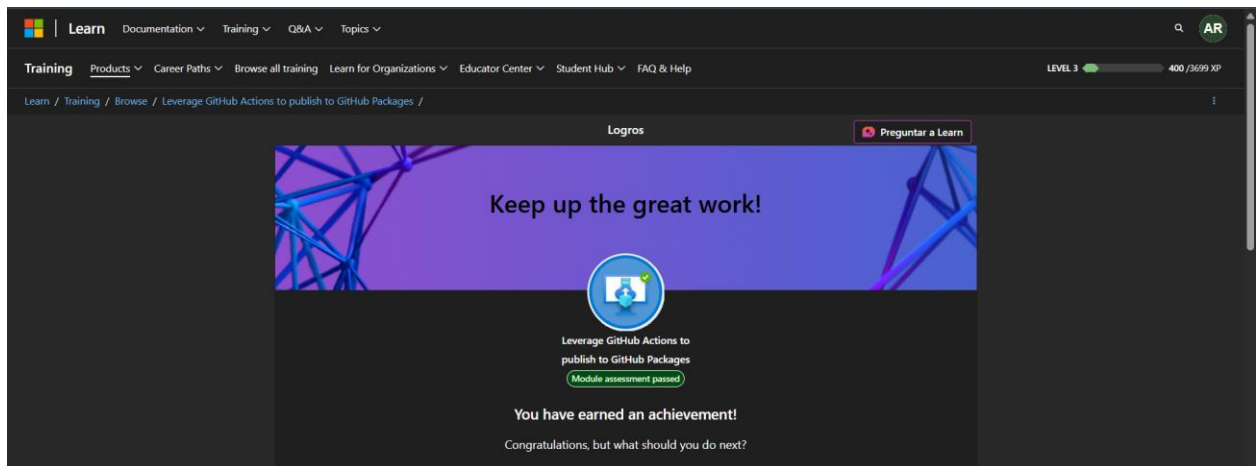 Learn Documentation Training Q&A Topics AR
Training Products Career Paths Browse all training Learn for Organizations Educator Center Student Hub FAQ & Help LEVEL 3 400 /3699 XP
Learn / Training / Browse / Leverage GitHub Actions to publish to GitHub Packages /
Logros Preguntar a Learn
Keep up the great work!
Leverage GitHub Actions to
publish to GitHub Packages
Module assessment passed
You have earned an achievement!
Congratulations, but what should you do next?